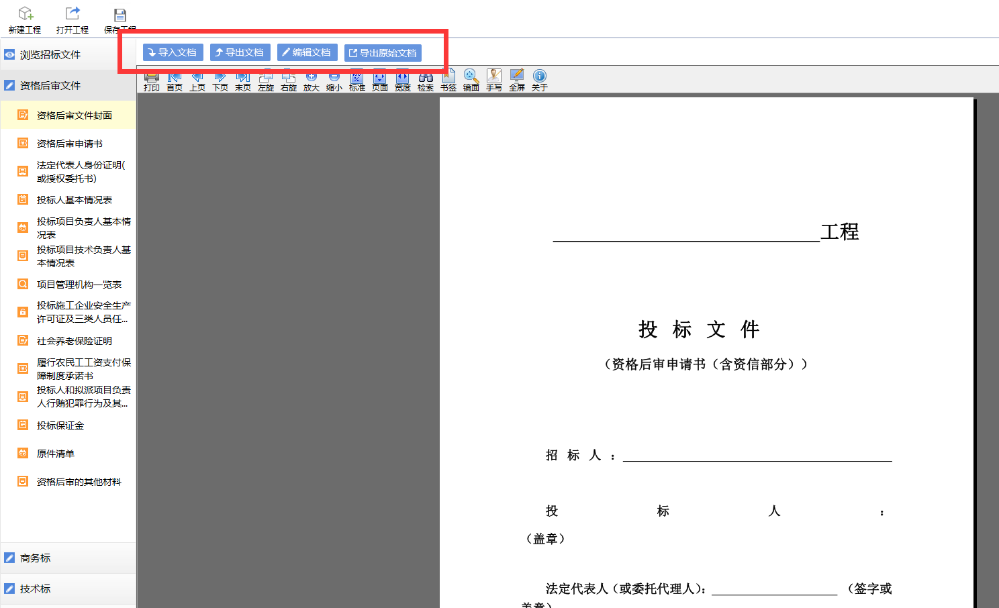 新建工程 打开工程 保存工程
浏览招标文件
资格后审文件
资格后审文件封面
资格后审申请书
法定代表人身份证明(
或授权委托书)
投标人基本情况表
投标项目负责人基本情
况表
投标项目技术负责人基
本情况表
项目管理机构一览表
投标施工企业安全生产
许可证及三类人员任...
社会养老保险证明
履行农民工工资支付保
障制度承诺书
投标人和拟派项目负责
人行贿犯罪行为及其...
投标保证金
原件清单
资格后审的其他材料
商务标
技术标
导入文档 导出文档 编辑文档 导出原始文档
打印 首页 上页 下页 末页 左旋 右旋 放大 缩小 标准 页面 宽度 检索 书签 镜面 手写 全屏 关于
工程
投 标 文 件
（资格后审申请书（含资信部分））
招 标 人 ：
投 标 人 ：
（盖章）
法定代表人（或委托代理人）： （签字或
盖章）